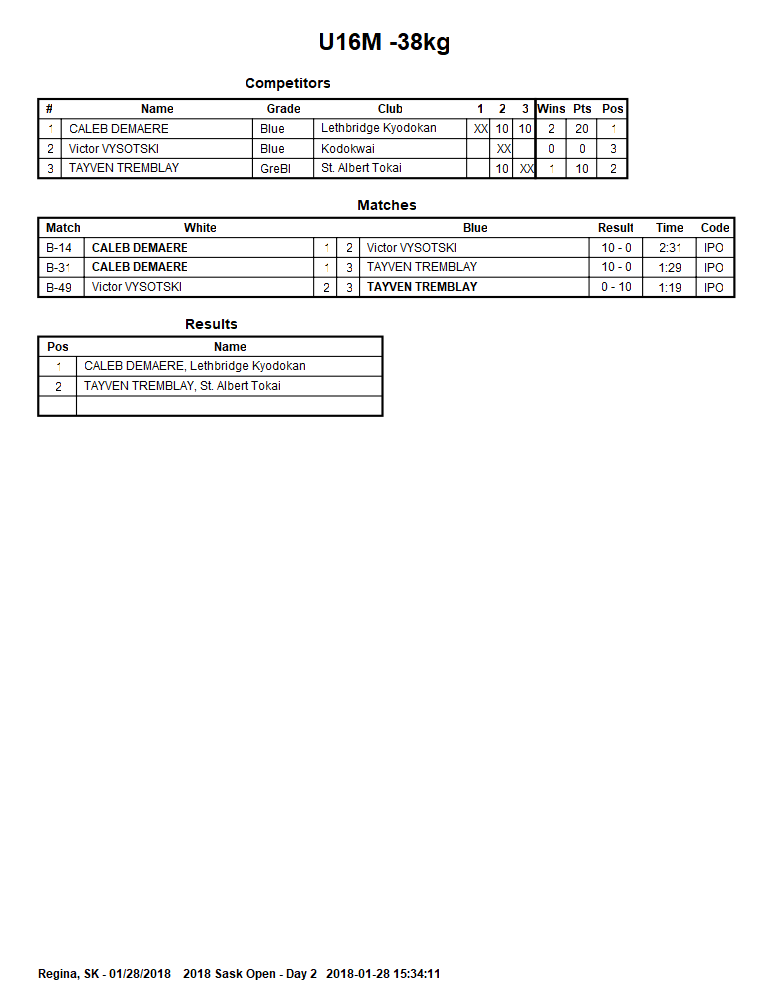 U16M -38kg
Competitors
# Name Grade Club 1 2 3 Wins Pts Pos
1 CALEB DEMAERE Blue Lethbridge Kyodokan XX 10 10 2 20 1
2 Victor VYSOTSKI Blue Kodokwai XX 0 0 3
3 TAYVEN TREMBLAY GreBl St. Albert Tokai 10 XX 1 10 2
Matches
Match White Blue Result Time Code
B-14 CALEB DEMAERE 1 2 Victor VYSOTSKI 10 - 0 2:31 IPO
B-31 CALEB DEMAERE 1 3 TAYVEN TREMBLAY 10 - 0 1:29 IPO
B-49 Victor VYSOTSKI 2 3 TAYVEN TREMBLAY 0 - 10 1:19 IPO
Results
Pos Name
1 CALEB DEMAERE, Lethbridge Kyodokan
2 TAYVEN TREMBLAY, St. Albert Tokai
Regina, SK - 01/28/2018 2018 Sask Open - Day 2 2018-01-28 15:34:11